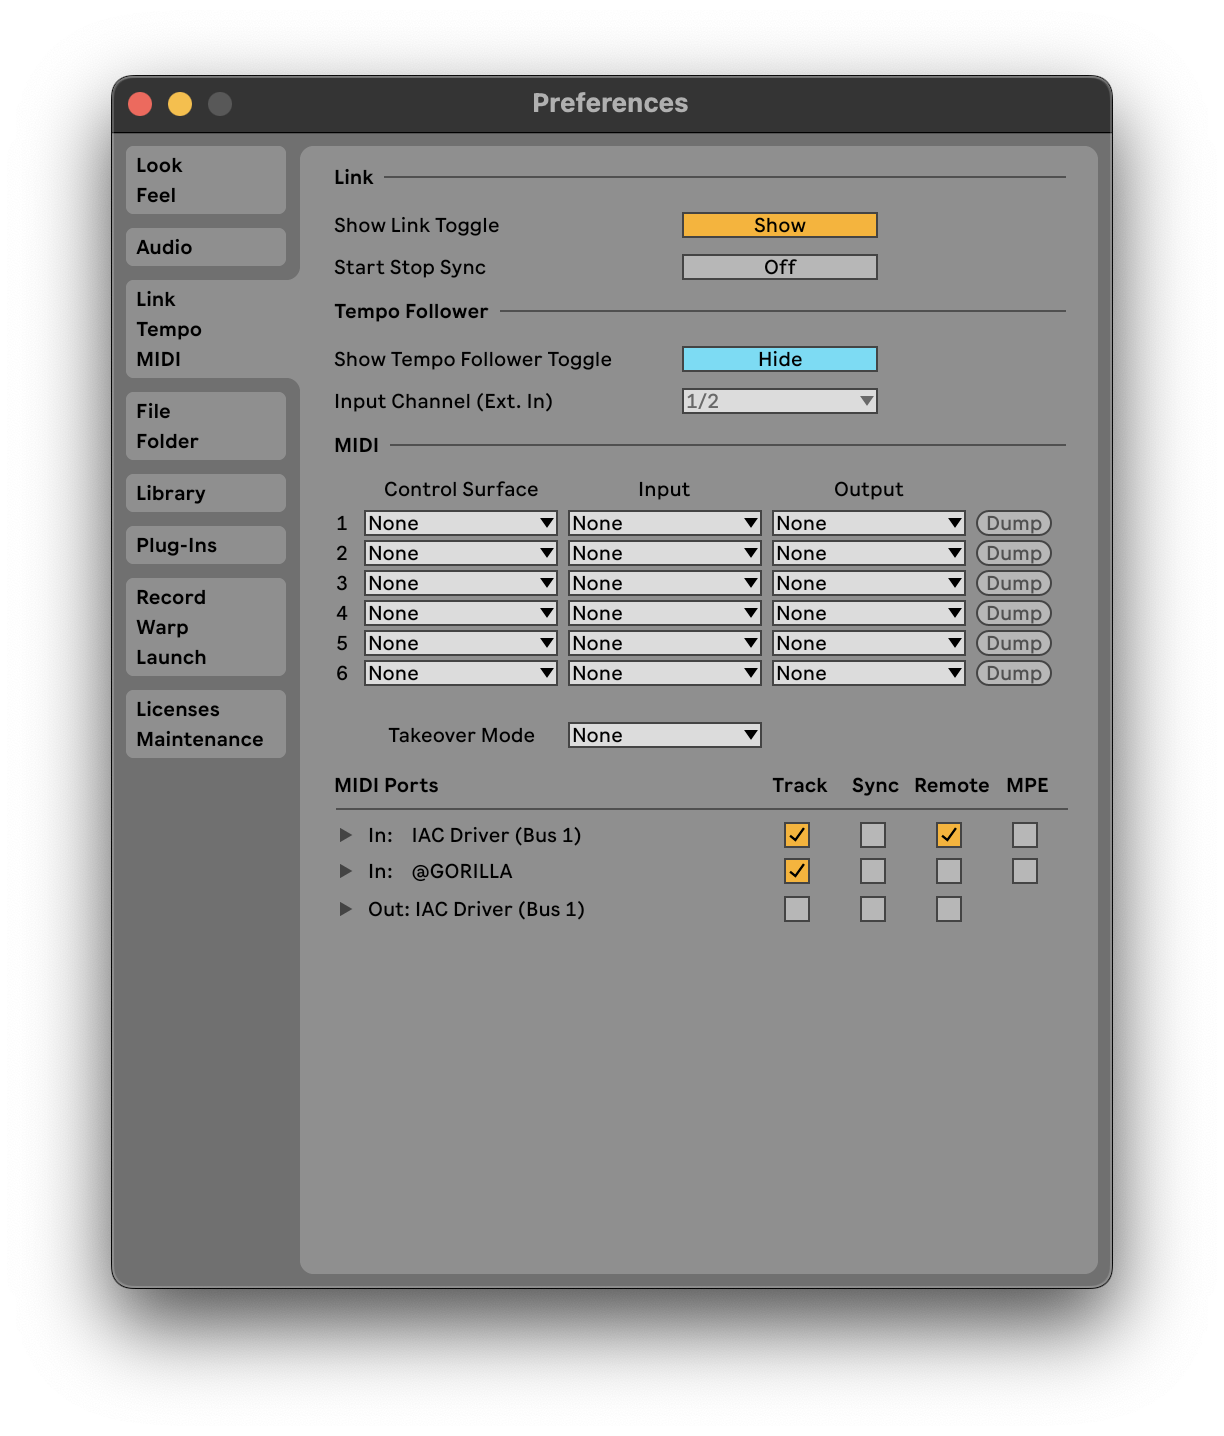 Preferences
Look
Feel
Audio
Link
Tempo
MIDI
File
Folder
Library
Plug-Ins
Record
Warp
Launch
Licenses
Maintenance
Link
Show Link Toggle Show
Start Stop Sync Off
Tempo Follower
Show Tempo Follower Toggle Hide
Input Channel (Ext. In) 1/2
MIDI
Control Surface Input Output
1 None None None Dump
2 None None None Dump
3 None None None Dump
4 None None None Dump
5 None None None Dump
6 None None None Dump
Takeover Mode None
MIDI Ports Track Sync Remote MPE
In: IAC Driver (Bus 1)
In: @GORILLA
Out: IAC Driver (Bus 1)